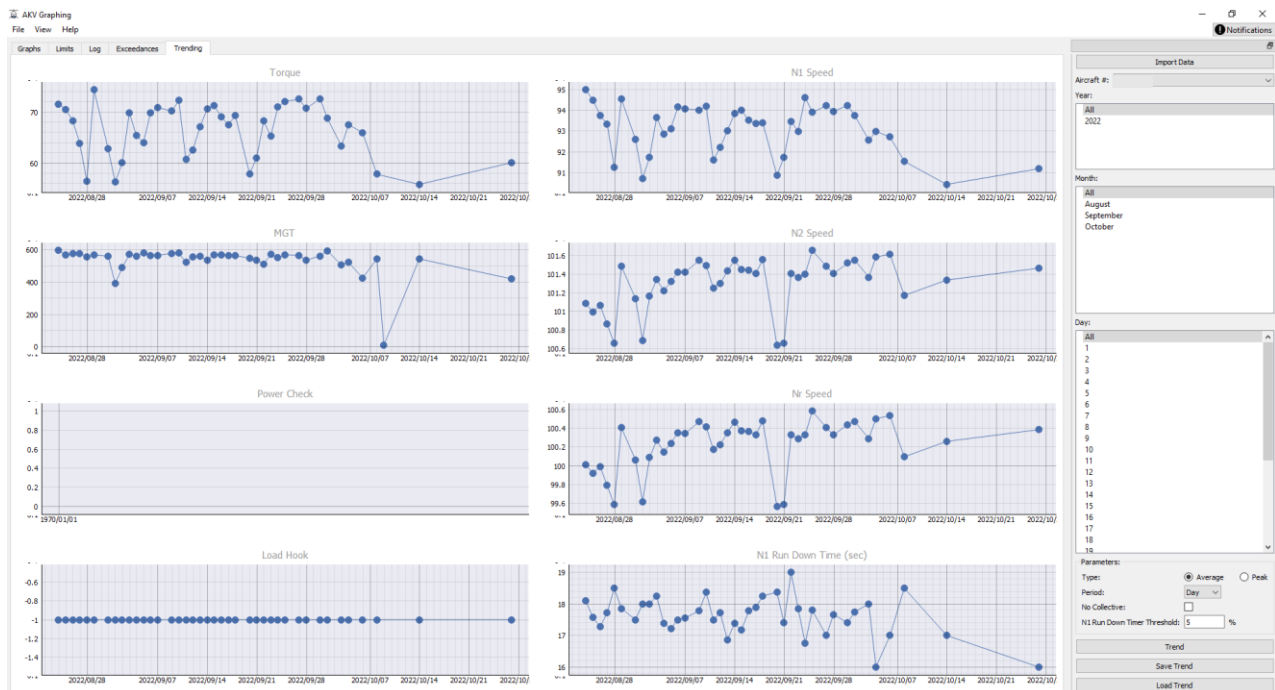 AKV Graphing
File View Help
Notifications
Graphs Limits Log Exceedances Trending
Torque
70
60
2022/08/28 2022/09/07 2022/09/14 2022/09/21 2022/09/28 2022/10/07 2022/10/14 2022/10/21 2022/10/
N1 Speed
95
94
93
92
91
2022/08/28 2022/09/07 2022/09/14 2022/09/21 2022/09/28 2022/10/07 2022/10/14 2022/10/21 2022/10/
MGT
600
400
200
0
2022/08/28 2022/09/07 2022/09/14 2022/09/21 2022/09/28 2022/10/07 2022/10/14 2022/10/21 2022/10/
N2 Speed
101.6
101.4
101.2
101
100.8
100.6
2022/08/28 2022/09/07 2022/09/14 2022/09/21 2022/09/28 2022/10/07 2022/10/14 2022/10/21 2022/10/
Power Check
1
0.8
0.6
0.4
0.2
0
1970/01/01
Nr Speed
100.6
100.4
100.2
100
99.8
99.6
2022/08/28 2022/09/07 2022/09/14 2022/09/21 2022/09/28 2022/10/07 2022/10/14 2022/10/21 2022/10/
Load Hook
-0.6
-0.8
-1
-1.2
-1.4
2022/08/28 2022/09/07 2022/09/14 2022/09/21 2022/09/28 2022/10/07 2022/10/14 2022/10/21 2022/10/
N1 Run Down Time (sec)
19
18
17
16
2022/08/28 2022/09/07 2022/09/14 2022/09/21 2022/09/28 2022/10/07 2022/10/14 2022/10/21 2022/10/
Import Data
Aircraft #:
Year:
All
2022
Month:
All
August
September
October
Day:
All
1
2
3
4
5
6
7
8
9
10
11
12
13
14
15
16
17
18
19
Parameters:
Type: Average Peak
Period: Day
No Collective:
N1 Run Down Timer Threshold: 5 %
Trend
Save Trend
Load Trend